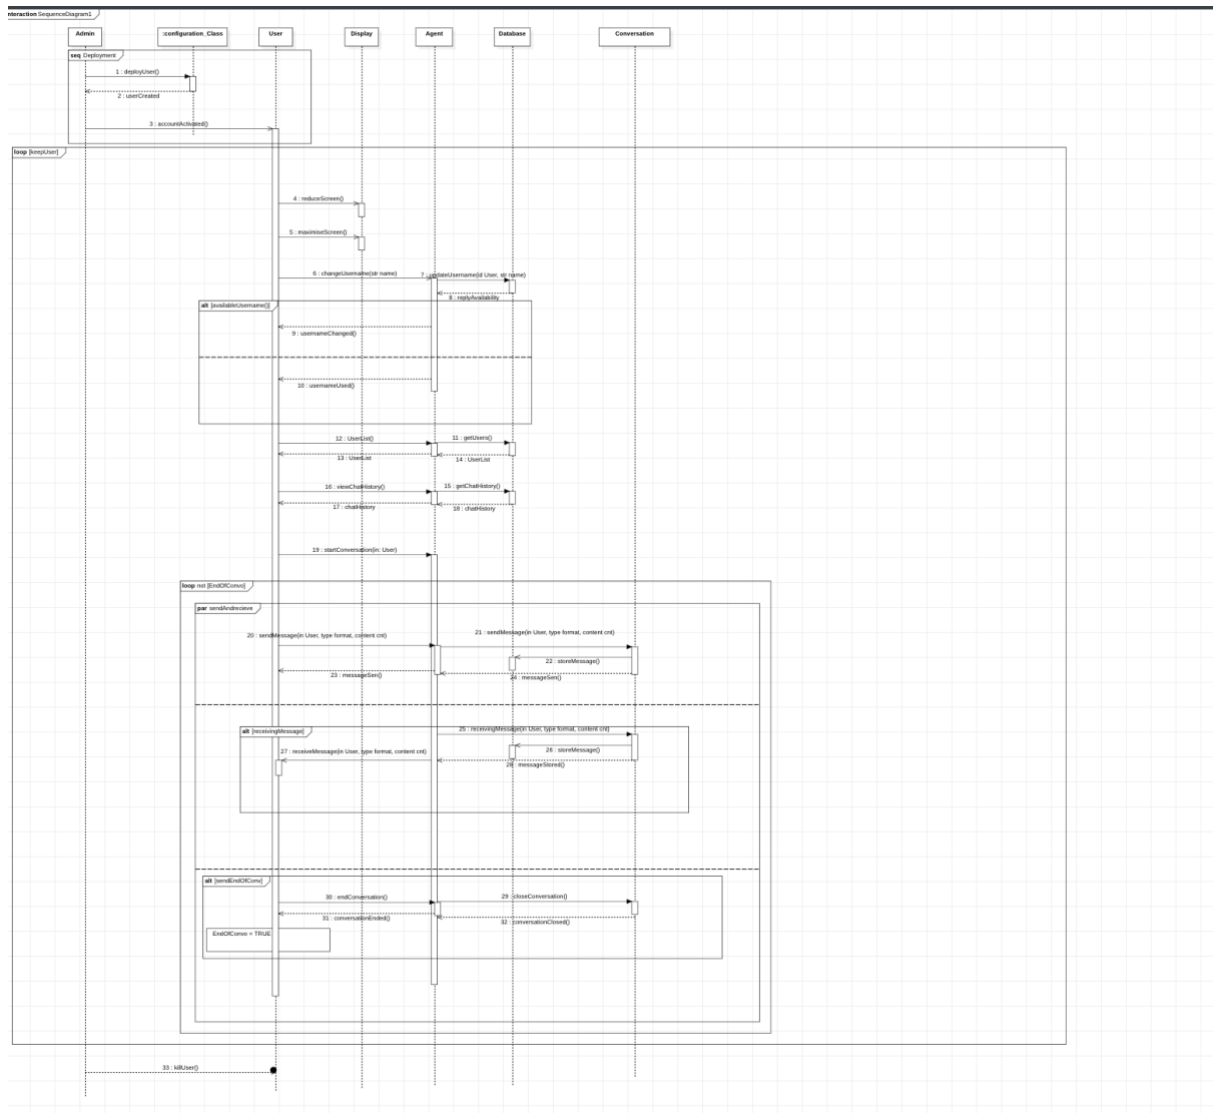 interaction SequenceDiagram1
Admin
:configuration_Class
User
Display
Agent
Database
Conversation
seq Deployment
1 : deployUser()
2 : userCreated
3 : accountActivated()
loop [keepUser]
4 : reduceScreen()
5 : maximiseScreen()
6 : changeUsername(str name)
7 : updateUsername(id User, str name)
8 : replyAvailability
alt [availableUsername()]
9 : usernameChanged()
10 : usernameUsed()
12 : UserList()
11 : getUsers()
13 : UserList
14 : UserList
16 : viewChatHistory()
15 : getChatHistory()
17 : chatHistory
18 : chatHistory
19 : startConversation(in: User)
loop not [EndOfConvo]
par sendAndrecieve
20 : sendMessage(in User, type format, content cnt)
21 : sendMessage(in User, type format, content cnt)
22 : storeMessage()
23 : messageSen()
24 : messageSen()
alt [receivingMessage]
25 : receivingMessage(in User, type format, content cnt)
26 : storeMessage()
27 : receiveMessage(in User, type format, content cnt)
28 : messageStored()
alt [sendEndOfConv]
30 : endConversation()
29 : closeConversation()
31 : conversationEnded()
32 : conversationClosed()
EndOfConvo = TRUE
33 : killUser()